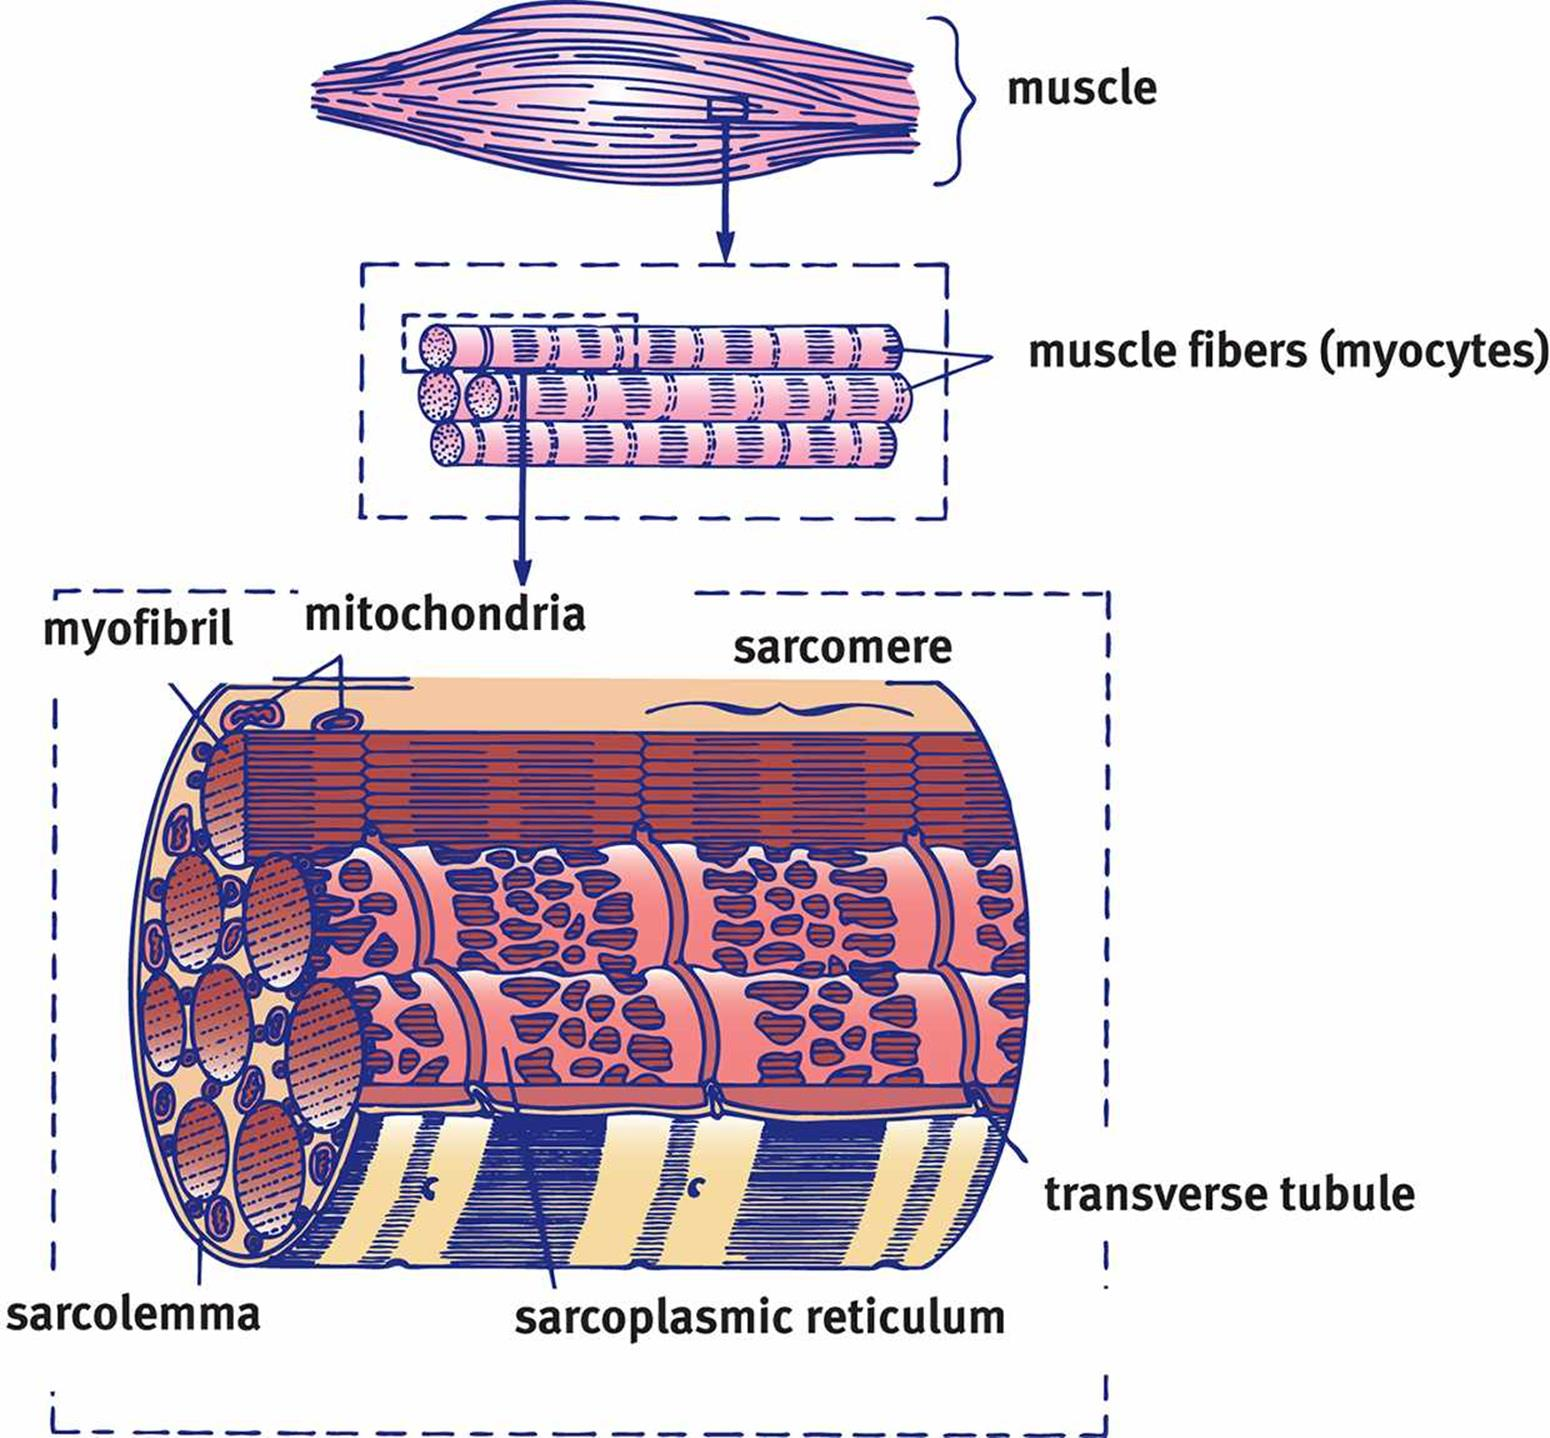 muscle
muscle fibers (myocytes)
myofibril
mitochondria
sarcomere
transverse tubule
sarcolemma
sarcoplasmic reticulum